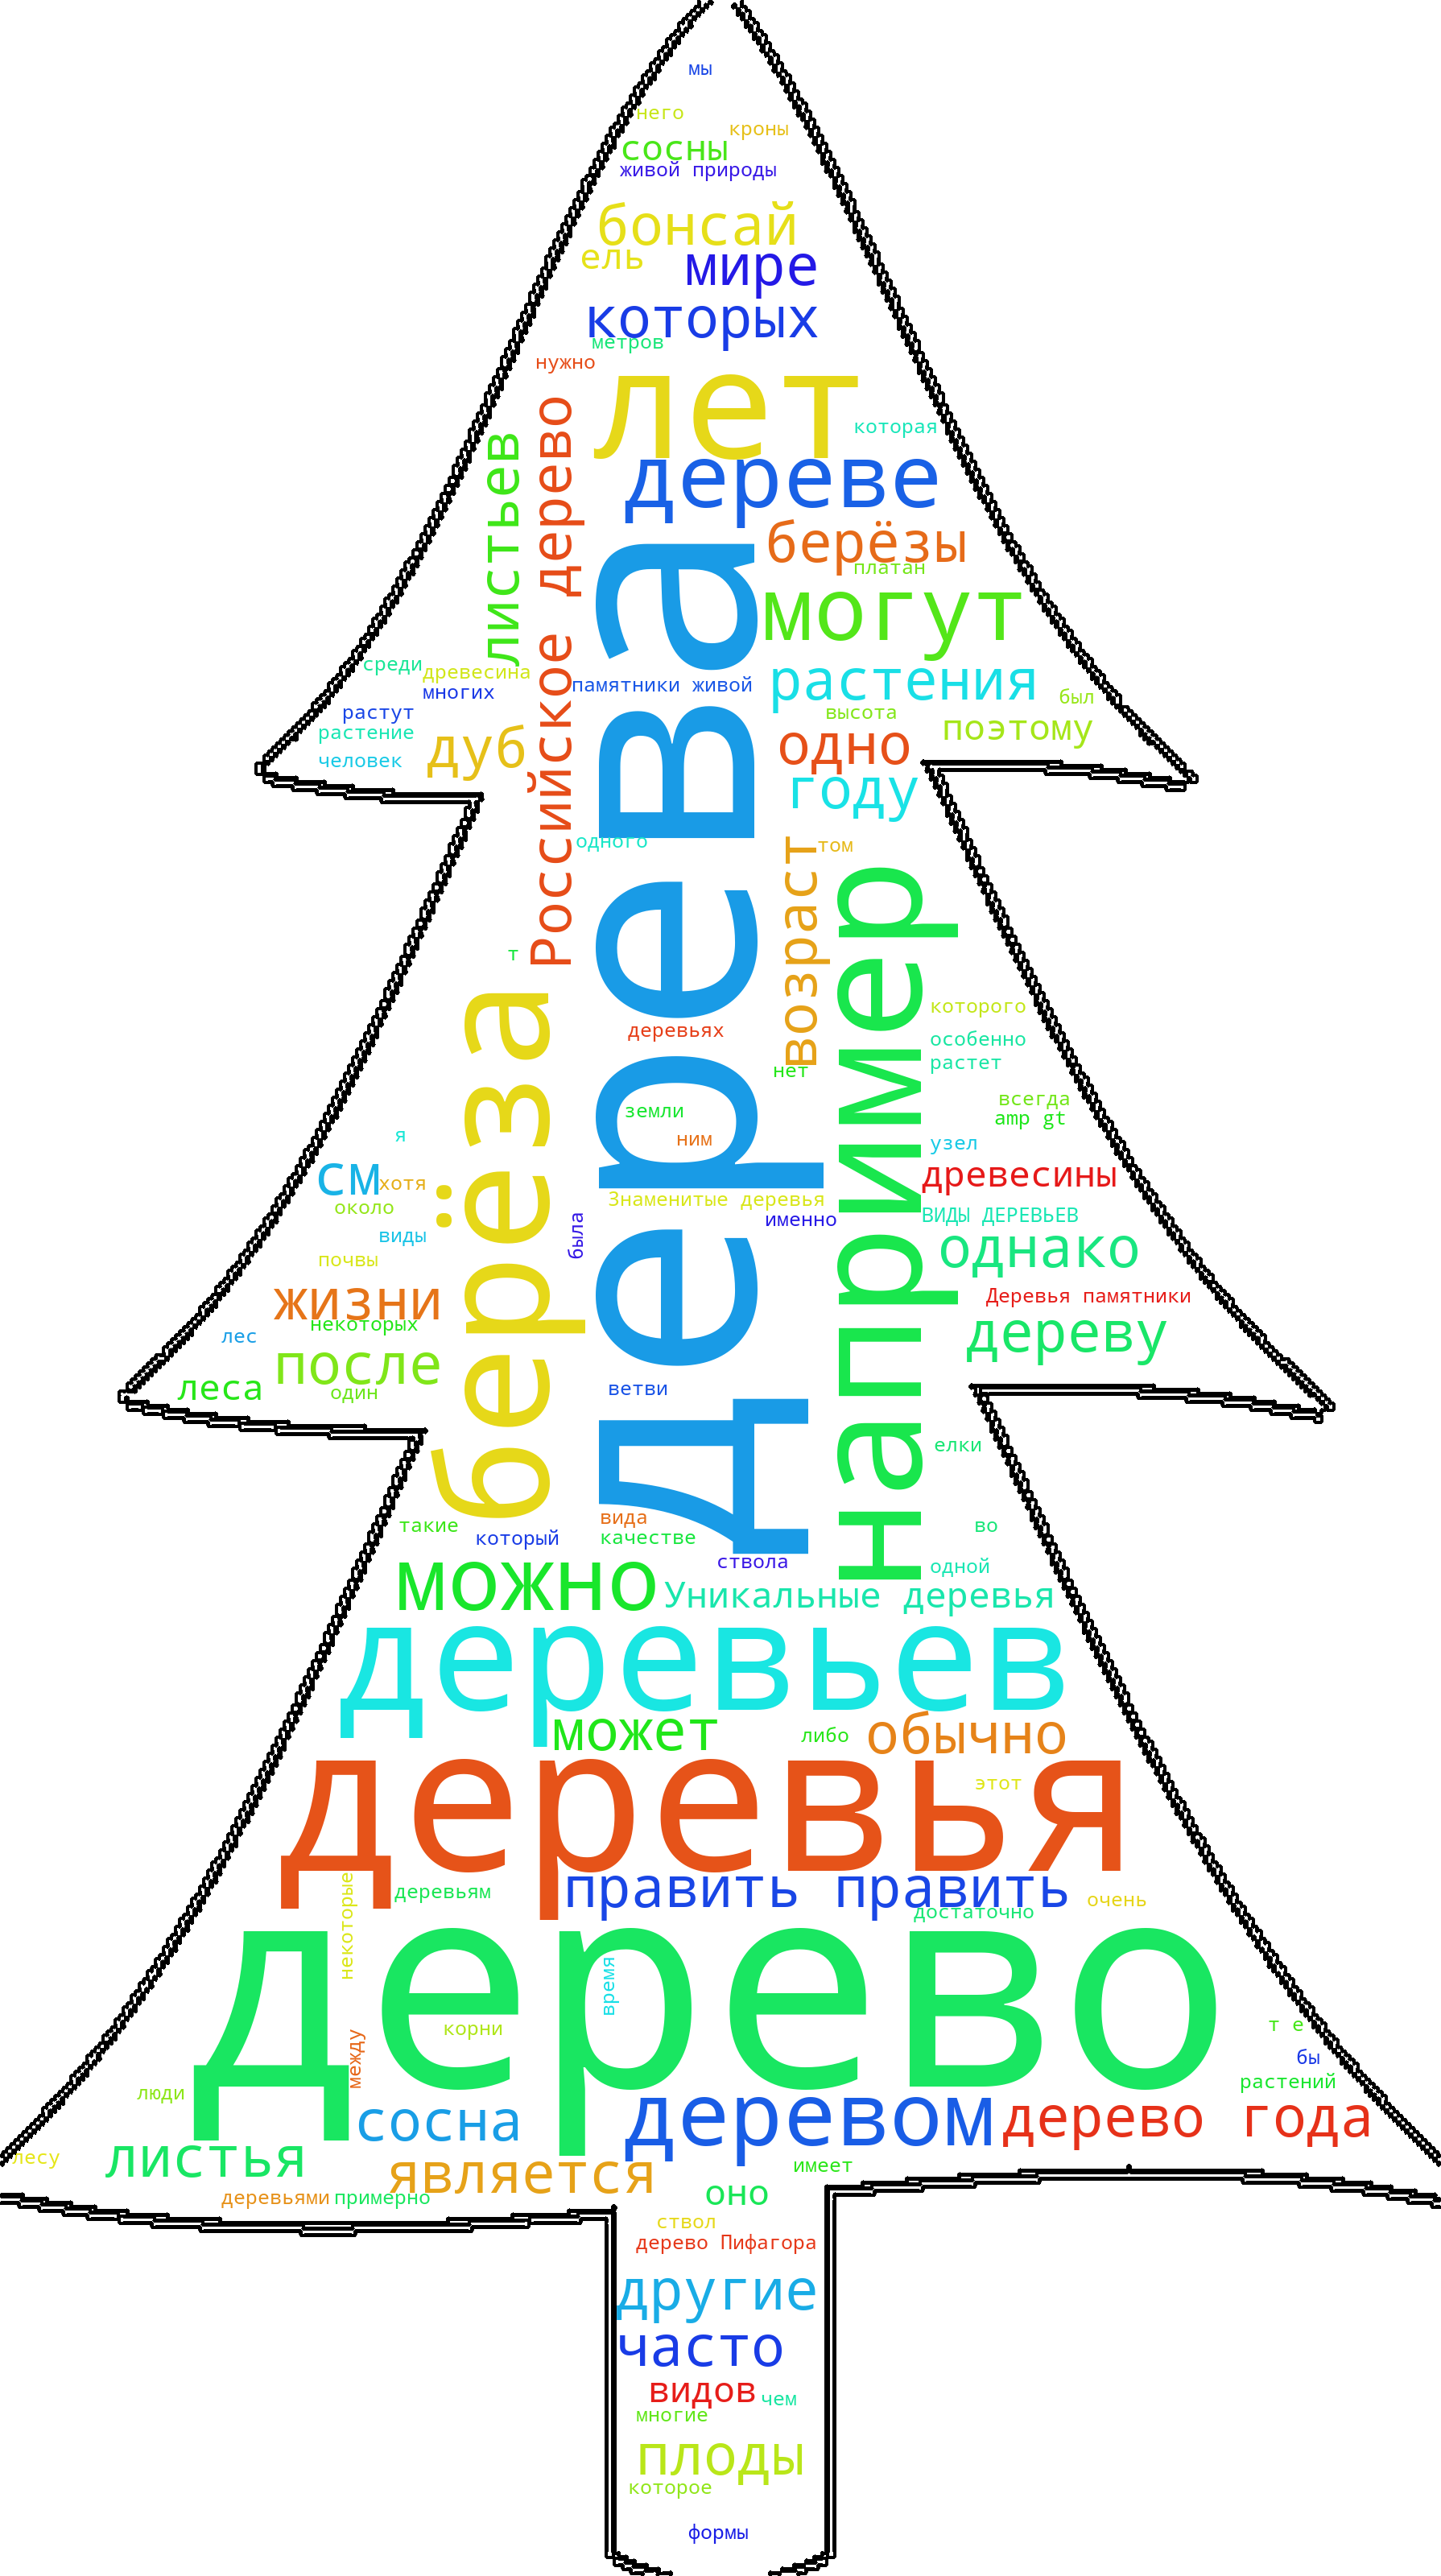 мы
него
кроны
сосны
живой природы
бонсай
ель
мире
которых
метров
нужно
лет
которая
листьев
Российское дерево
дереве
берёзы
платан
могут
среди
древесина
многих
памятники живой
растения
был
растут
высота
растение
дуб
одно
поэтому
человек
году
дерева
одного
возраст
том
например
т
берёза
которого
деревьях
особенно
растет
нет
всегда
земли
amp gt
я
ним
узел
см
хотя
древесины
Знаменитые деревья
около
именно
ВИДЫ ДЕРЕВЬЕВ
была
виды
однако
почвы
жизни
Деревья памятники
некоторых
лес
дереву
после
леса
один
ветви
елки
вида
такие
во
который
качестве
ствола
одной
можно
Уникальные деревья
деревьев
может
либо
обычно
деревья
этот
некоторые
деревьям
править править
очень
достаточно
дерево
время
корни
т е
между
бы
люди
растений
сосна
деревом
дерево года
лесу
листья
является
имеет
деревьями
примерно
оно
ствол
дерево Пифагора
другие
часто
видов
чем
многие
плоды
которое
формы